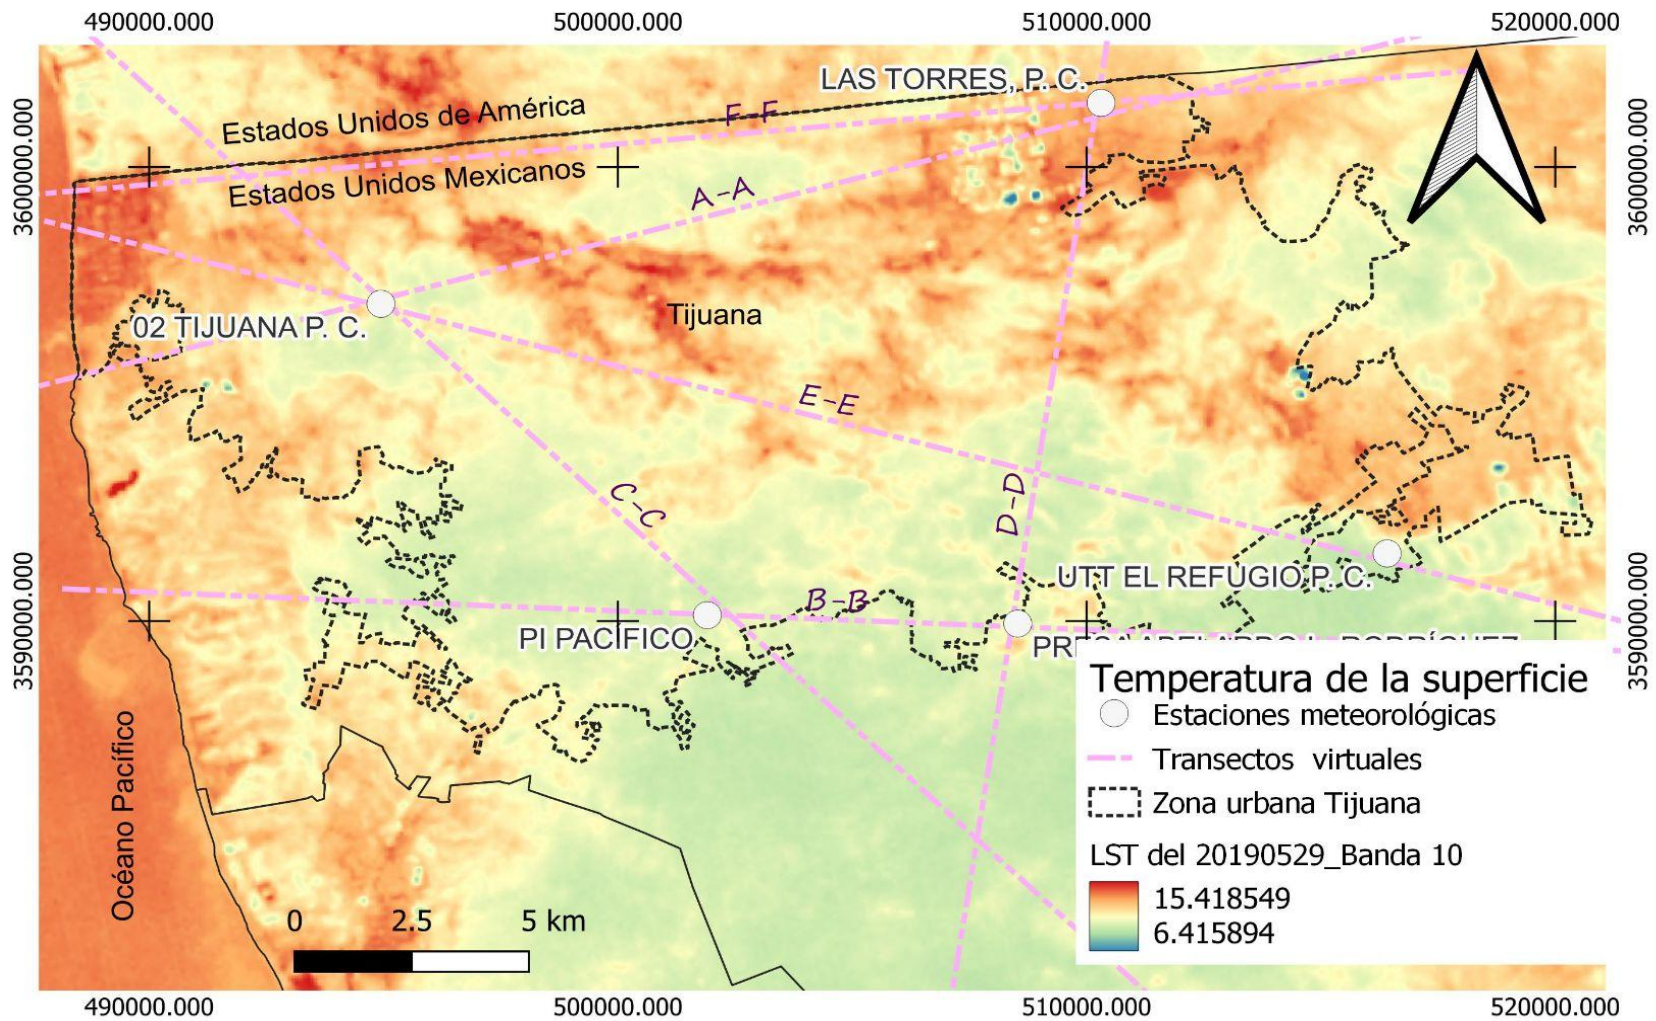 490000.000
500000.000
510000.000
520000.000
3600000.000
3600000.000
LAS TORRES, P. C.
Estados Unidos de América
F-F
Estados Unidos Mexicanos
A-A
02 TIJUANA P. C.
Tijuana
E-E
C-C
D-D
3590000.000
3590000.000
UTT EL REFUGIO P. C.
B-B
PI PACÍFICO
Océano Pacífico
Temperatura de la superficie
Estaciones meteorológicas
Transectos virtuales
Zona urbana Tijuana
LST del 20190529_Banda 10
15.418549
6.415894
0 2.5 5 km
490000.000
500000.000
510000.000
520000.000